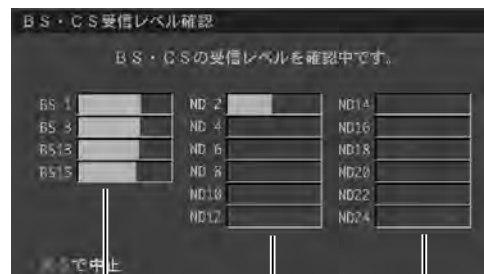 BS・CS受信レベル確認
BS・CSの受信レベルを確認中です。
BS 1
BS 3
BS13
BS15
ND 2
ND 4
ND 6
ND 8
ND10
ND12
ND14
ND16
ND18
ND20
ND22
ND24
で中止